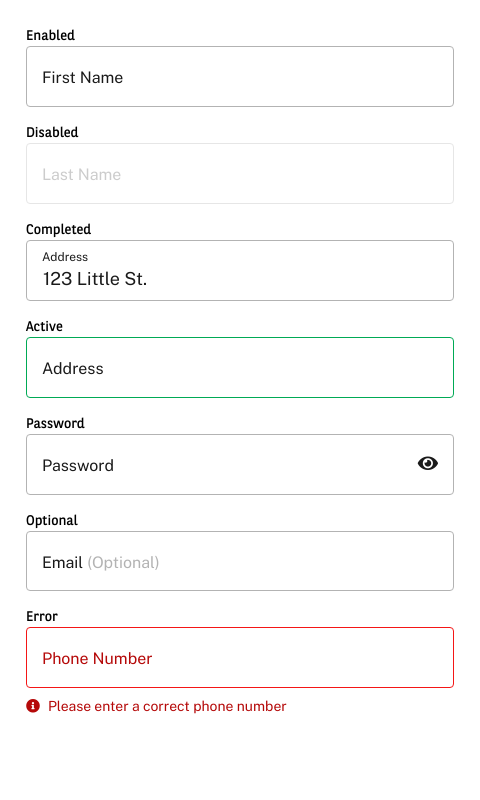 Enabled
First Name
Disabled
Last Name
Completed
Address
123 Little St.
Active
Address
Password
Password
Optional
Email (Optional)
Error
Phone Number
Please enter a correct phone number